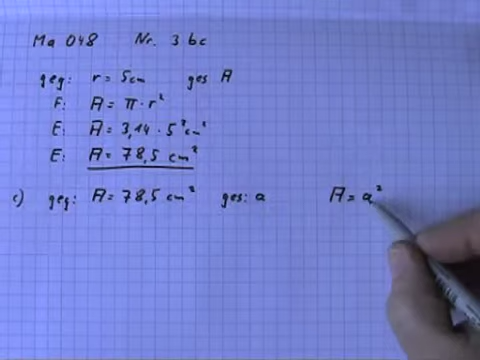 Ma 048 Nr. 3 bc
geg: r = 5cm ges A
F: A = π · r²
E: A = 3,14 · 5² cm²
E: A = 78,5 cm²
c) geg: A = 78,5 cm² ges: a A = a²